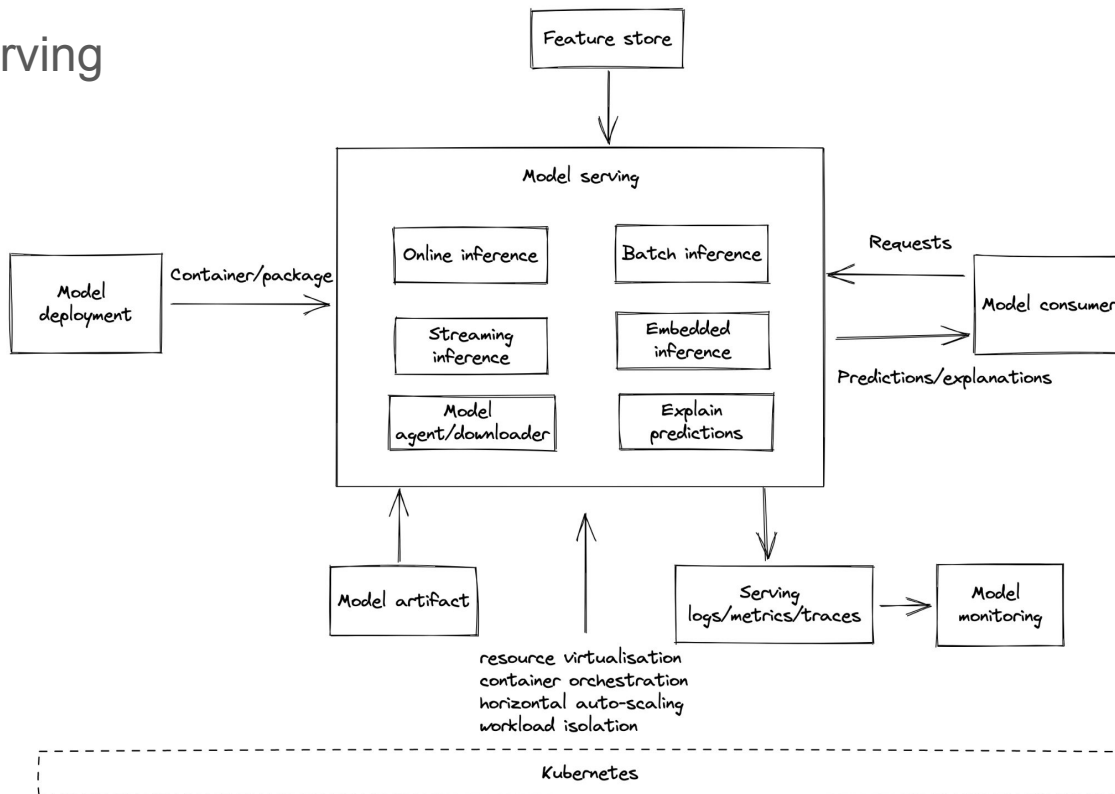 rving
Feature store
Model serving
Online inference
Batch inference
Requests
Container/package
Model
deployment
Model consumer
Streaming
inference
Embedded
inference
Predictions/explanations
Model
agent/downloader
Explain
predictions
Model artifact
Serving
logs/metrics/traces
Model
monitoring
resource virtualisation
container orchestration
horizontal auto-scaling
workload isolation
Kubernetes